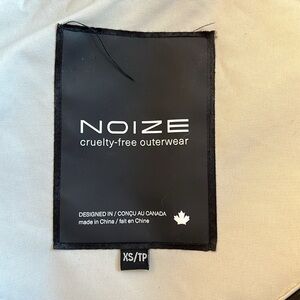 NOIZE
cruelty-free outerwear
DESIGNED IN / CONÇU AU CANADA
made in China / fait en Chine
XS/TP